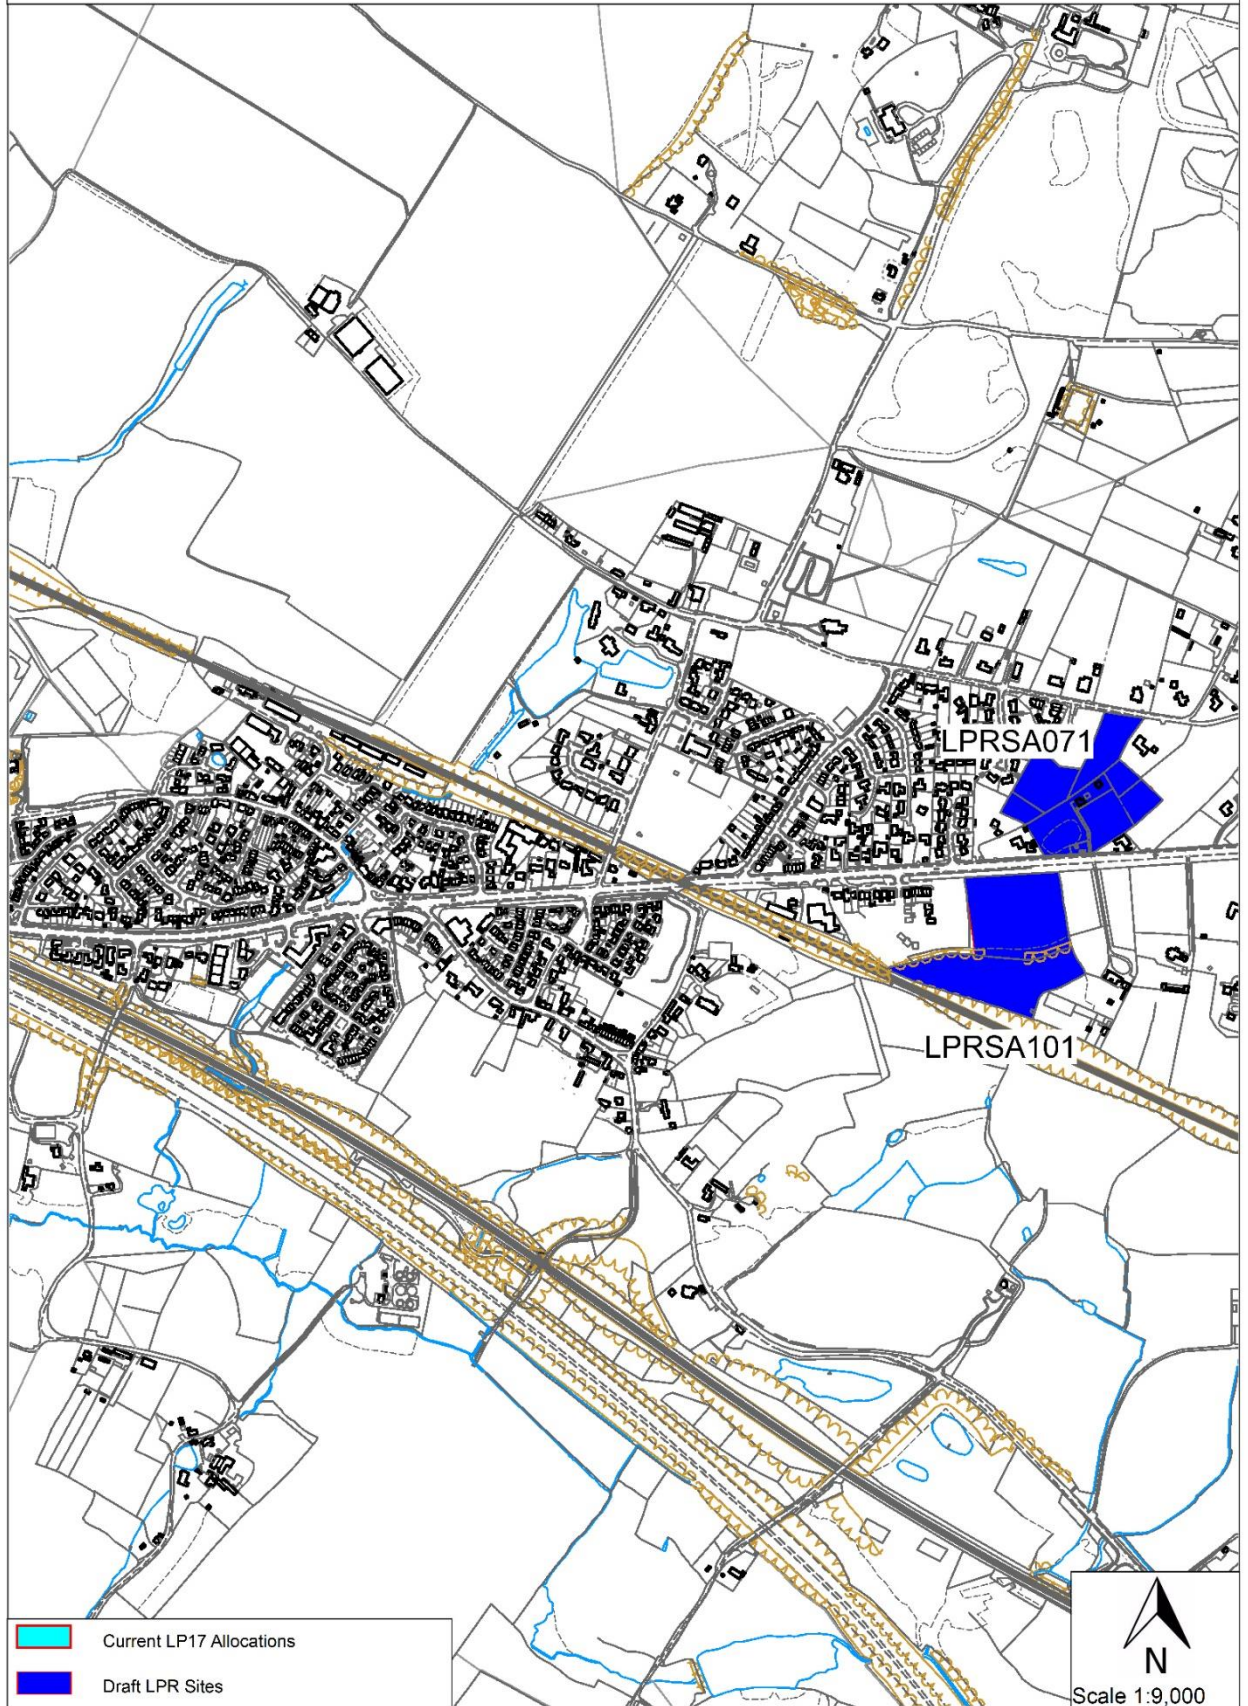 LPRSA071
LPRSA101
Current LP17 Allocations
Draft LPR Sites
N
Scale 1:9,000